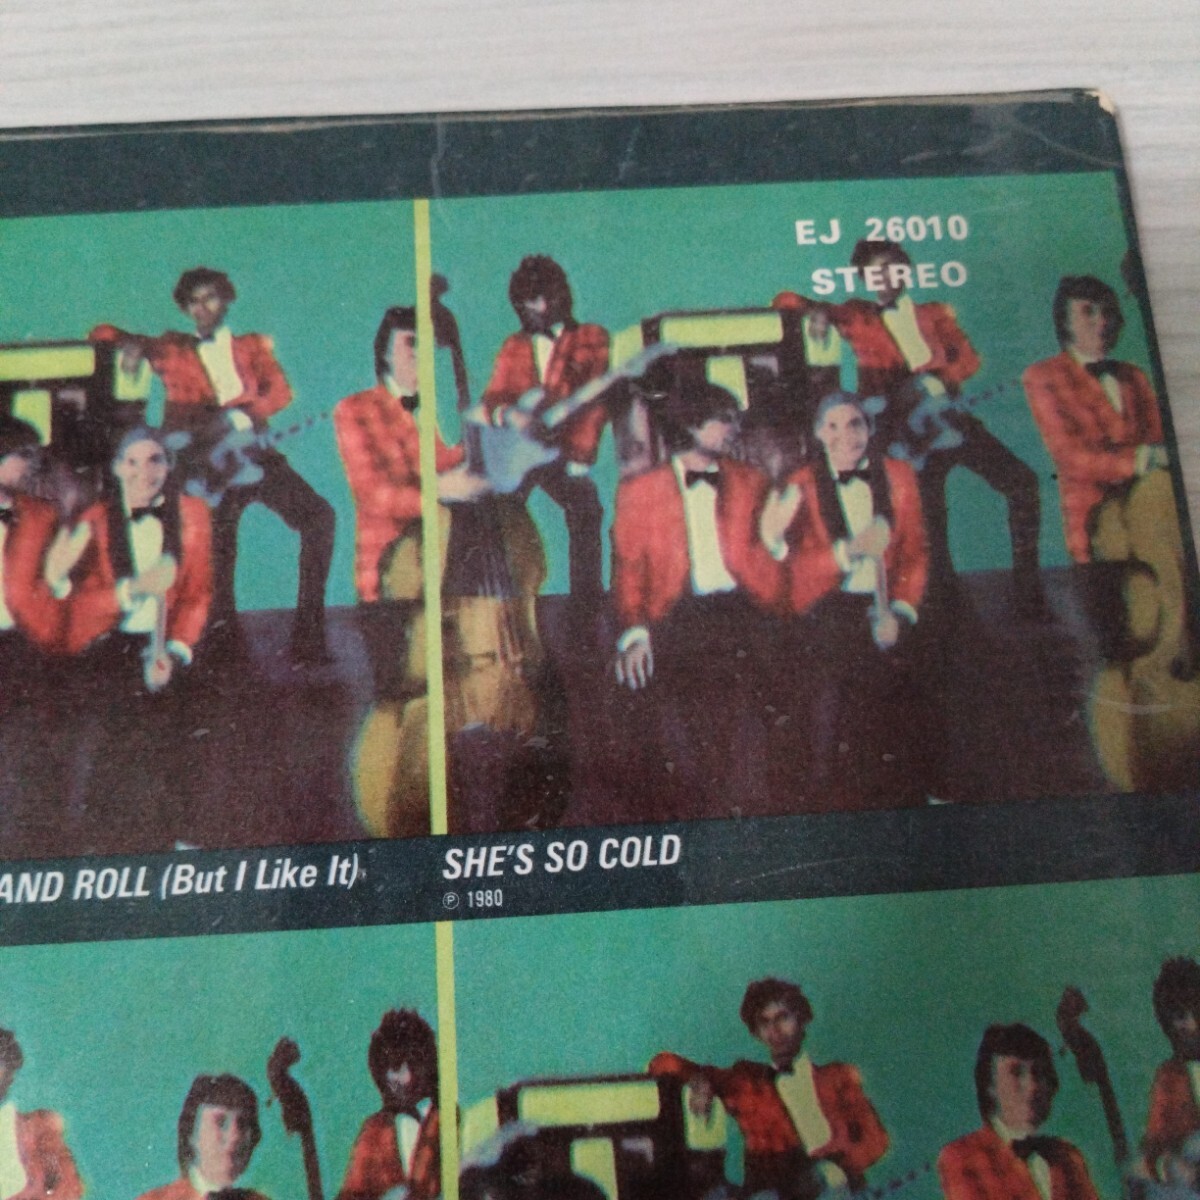 EJ 26010
STEREO
AND ROLL (But I Like It)
SHE'S SO COLD
℗ 1980